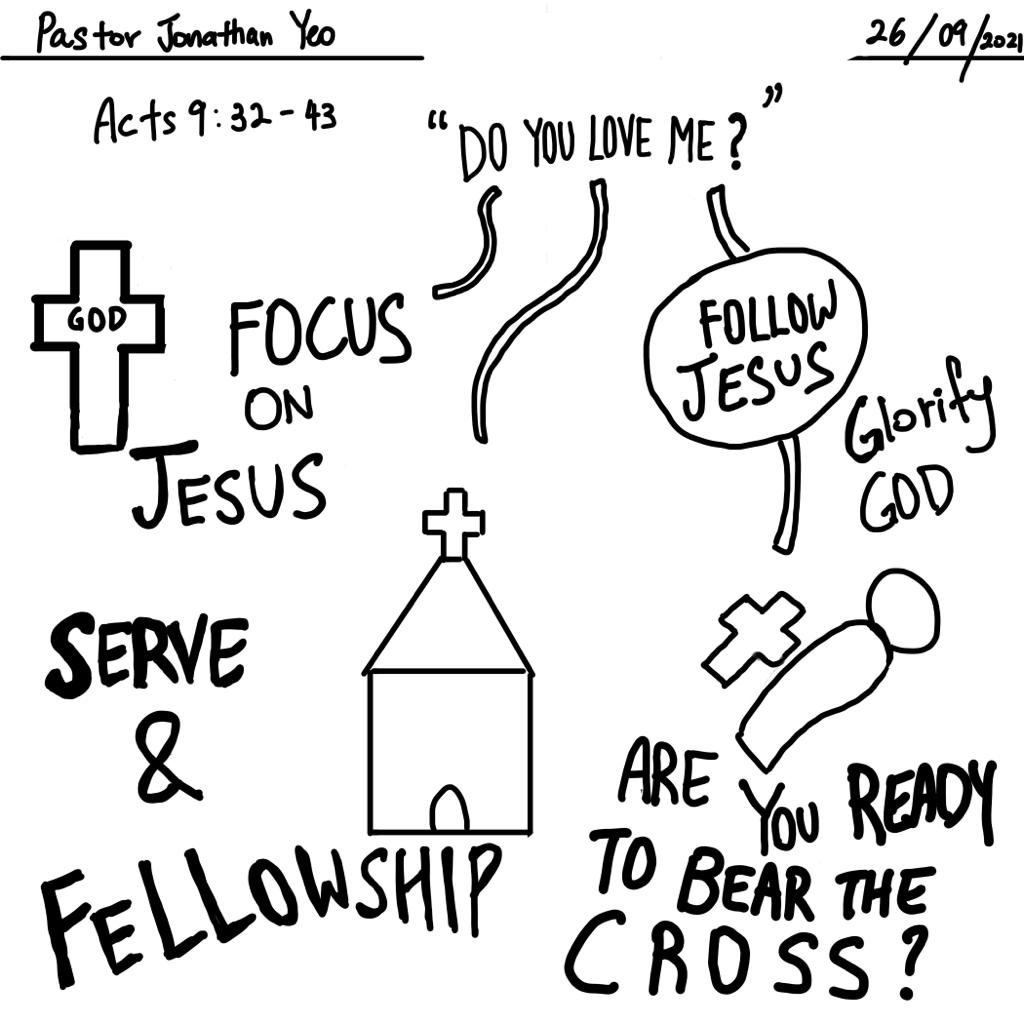 Pastor Jonathan Yeo
26/09/2021
Acts 9:32-43
"DO YOU LOVE ME?"
GOD
FOCUS
ON
JESUS
FOLLOW
JESUS
Glorify
GOD
SERVE
&
FELLOWSHIP
ARE YOU READY
TO BEAR THE
CROSS?